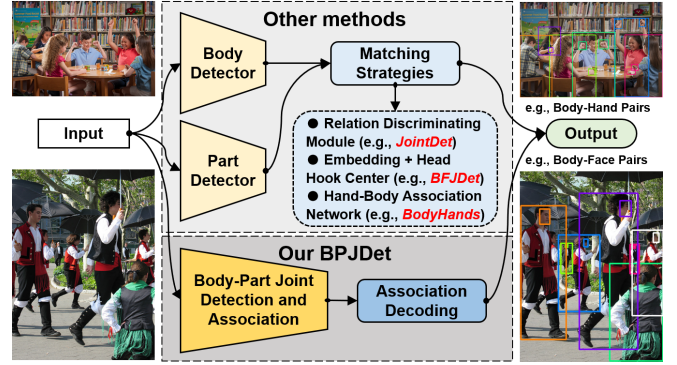 Other methods
Body
Detector
Matching
Strategies
e.g., Body-Hand Pairs
Input
Output
Part
Detector
● Relation Discriminating
Module (e.g., JointDet)
● Embedding + Head
Hook Center (e.g., BFJDet)
● Hand-Body Association
Network (e.g., BodyHands)
e.g., Body-Face Pairs
Our BPJDet
Body-Part Joint
Detection and
Association
Association
Decoding